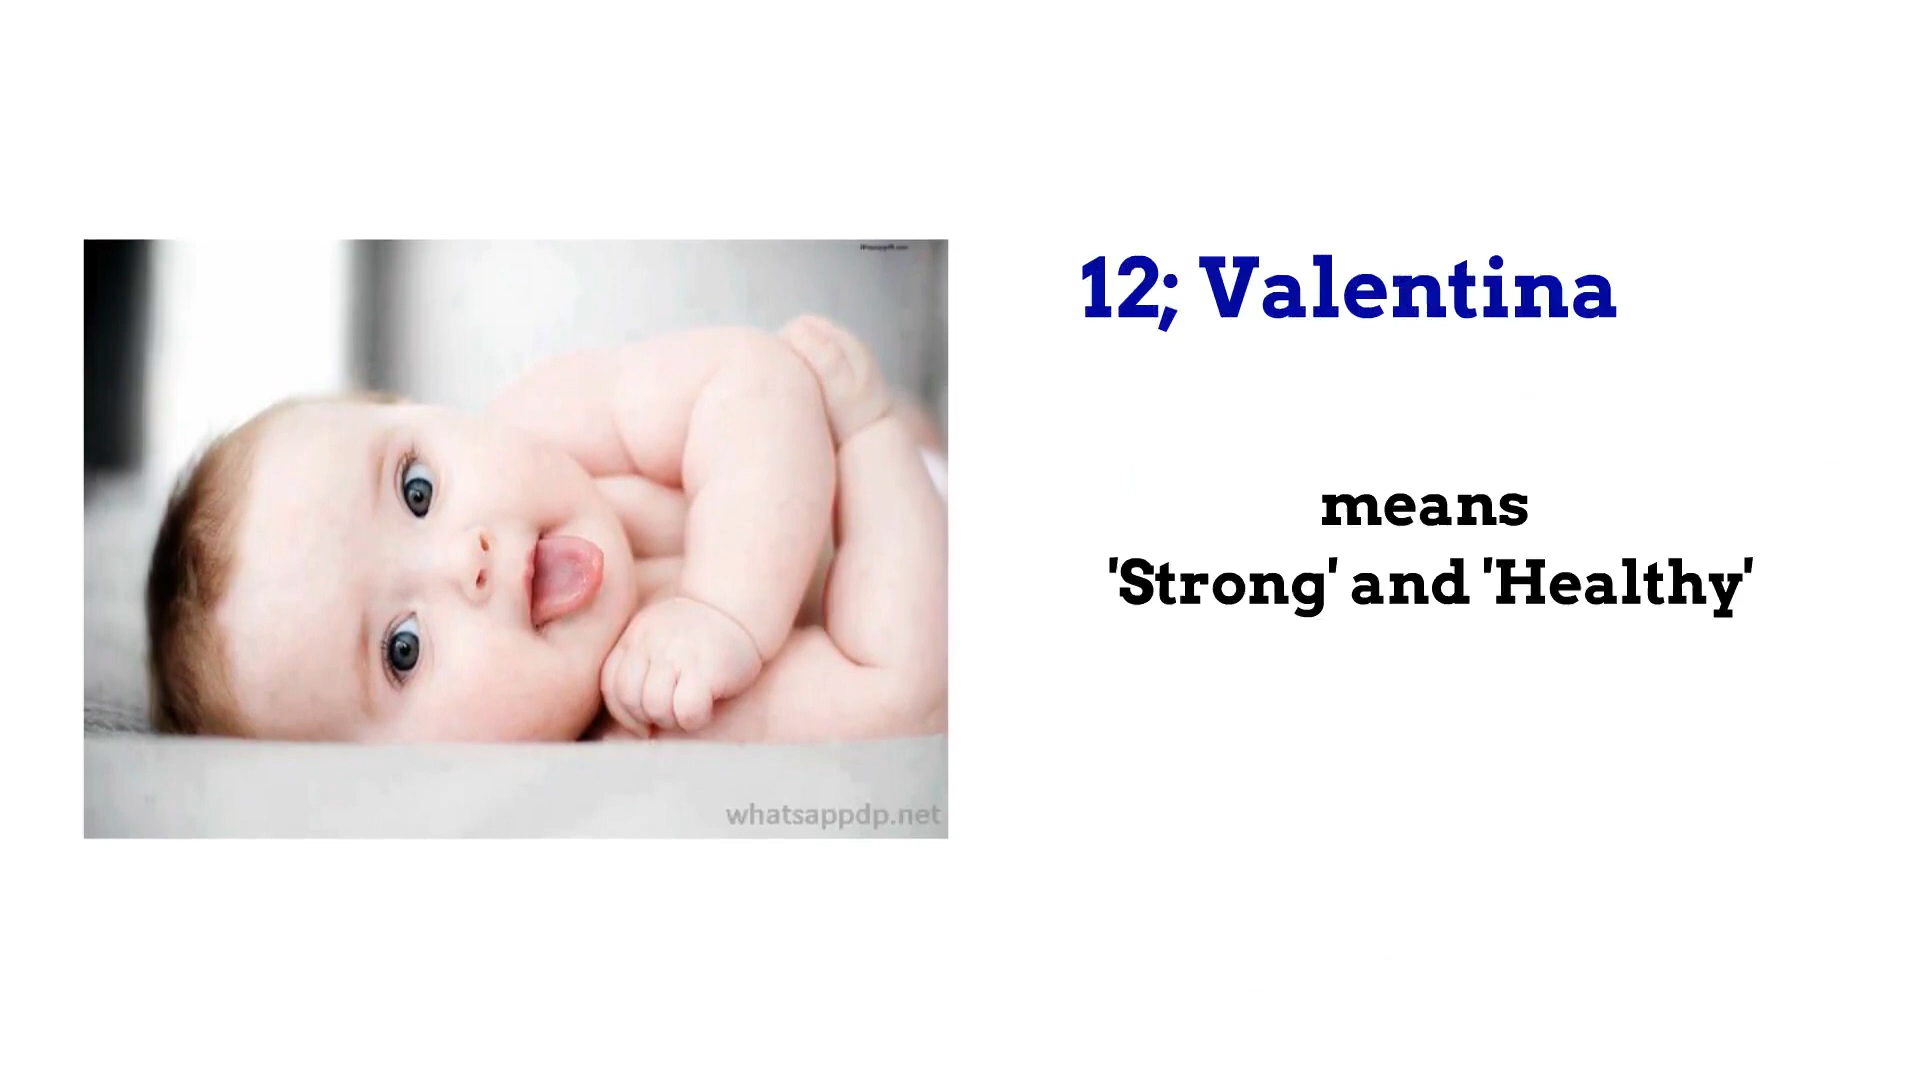 12; Valentina
means
'Strong' and 'Healthy'
whatsappdp.net